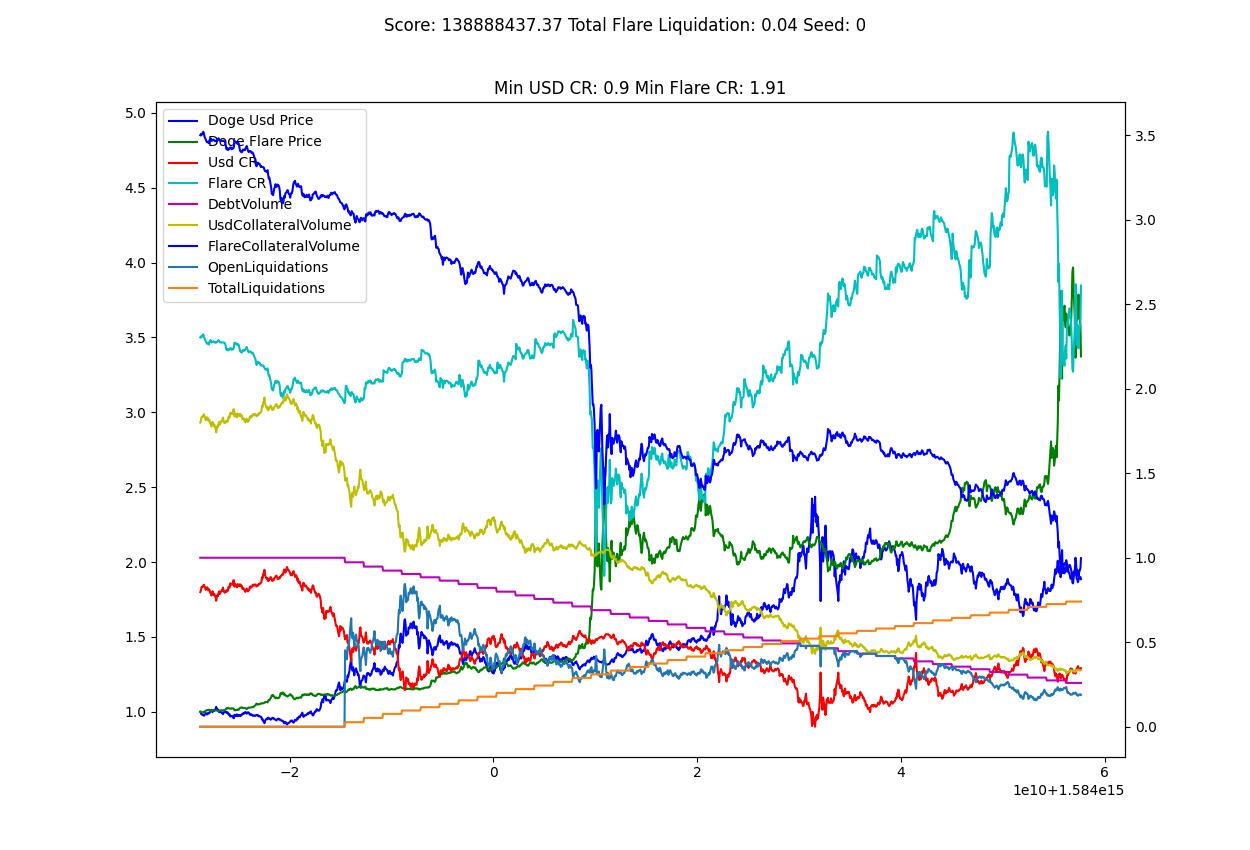 Score: 138888437.37 Total Flare Liquidation: 0.04 Seed: 0
Min USD CR: 0.9 Min Flare CR: 1.91
Doge Usd Price
Doge Flare Price
Usd CR
Flare CR
DebtVolume
UsdCollateralVolume
FlareCollateralVolume
OpenLiquidations
TotalLiquidations
5.0
4.5
4.0
3.5
3.0
2.5
2.0
1.5
1.0
3.5
3.0
2.5
2.0
1.5
1.0
0.5
0.0
−2 0 2 4 6
1e10+1.584e15